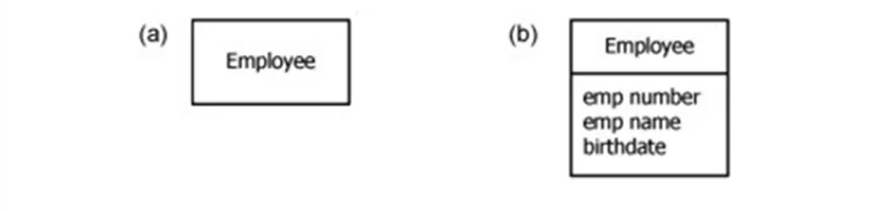 (a)
Employee
(b)
Employee
emp number
emp name
birthdate